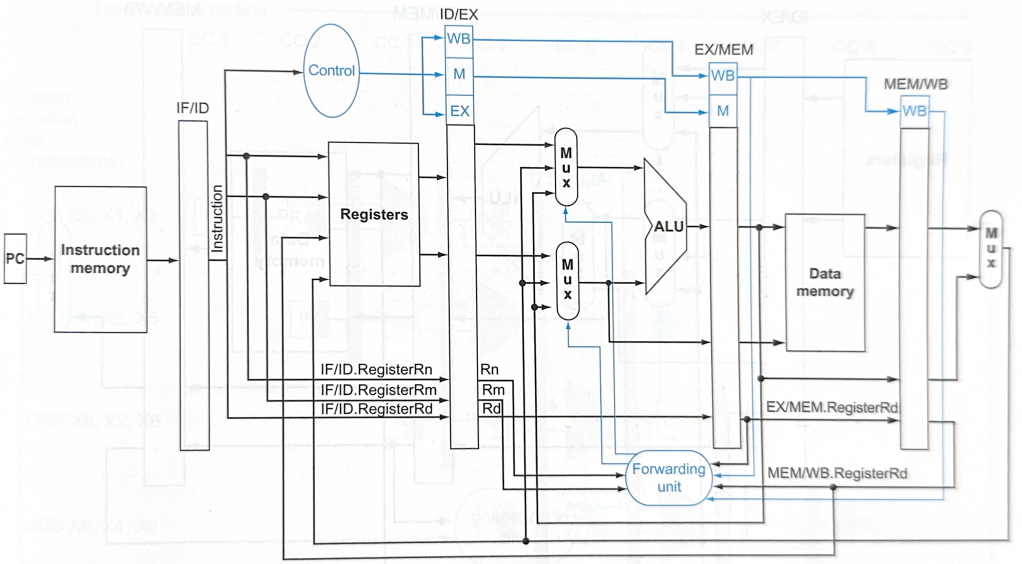 ID/EX
WB
Control
M
EX/MEM
WB
MEM/WB
IF/ID
EX
M
WB
Mux
Instruction
Registers
ALU
Mux
PC
Instruction
memory
Mux
Data
memory
IF/ID.RegisterRn
Rn
IF/ID.RegisterRm
Rm
IF/ID.RegisterRd
Rd
EX/MEM.RegisterRd
Forwarding
unit
MEM/WB.RegisterRd